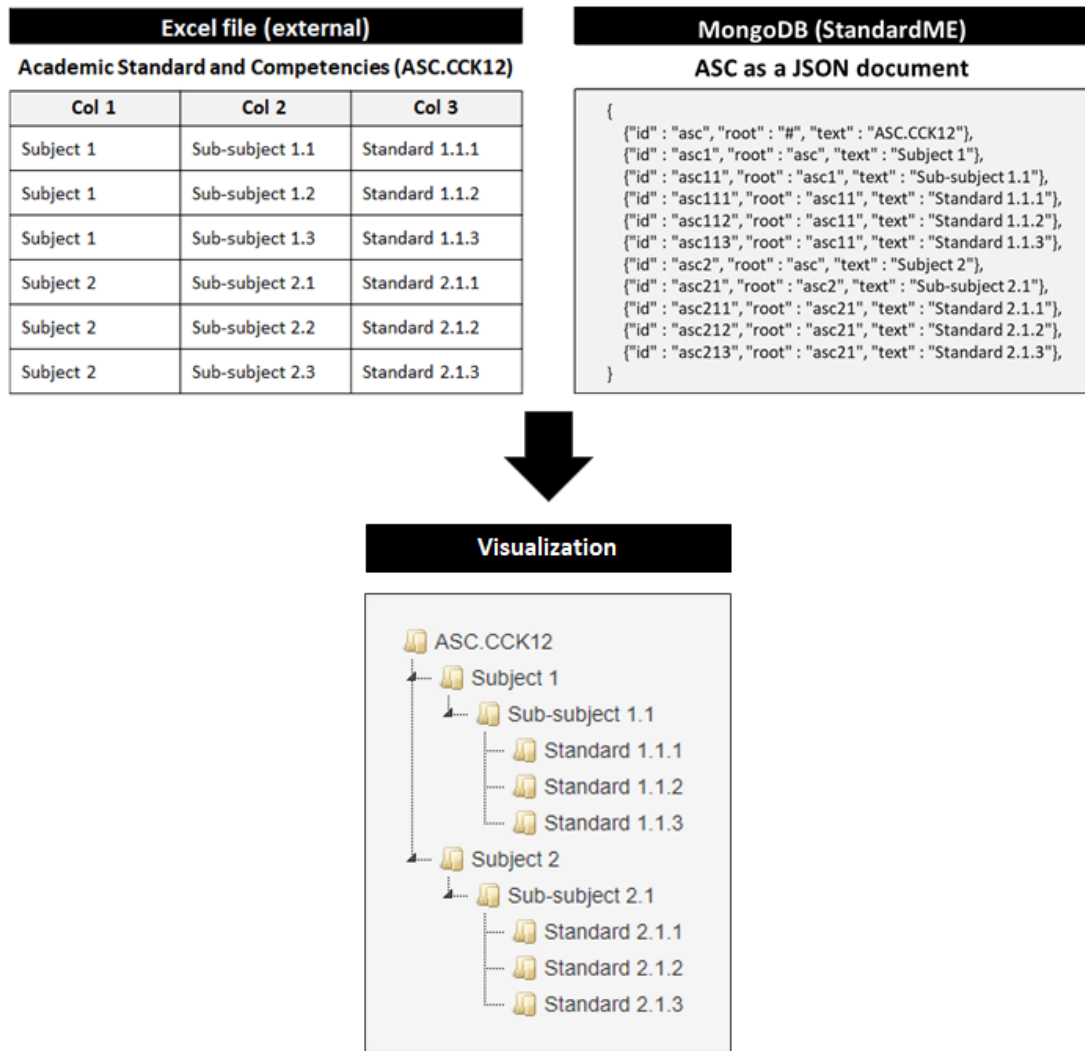 Excel file (external)
Academic Standard and Competencies (ASC.CCK12)
Col 1 Col 2 Col 3
Subject 1 Sub-subject 1.1 Standard 1.1.1
Subject 1 Sub-subject 1.2 Standard 1.1.2
Subject 1 Sub-subject 1.3 Standard 1.1.3
Subject 2 Sub-subject 2.1 Standard 2.1.1
Subject 2 Sub-subject 2.2 Standard 2.1.2
Subject 2 Sub-subject 2.3 Standard 2.1.3
MongoDB (StandardME)
ASC as a JSON document
{
{"id" : "asc", "root" : "#", "text" : "ASC.CCK12"},
{"id" : "asc1", "root" : "asc", "text" : "Subject 1"},
{"id" : "asc11", "root" : "asc1", "text" : "Sub-subject 1.1"},
{"id" : "asc111", "root" : "asc11", "text" : "Standard 1.1.1"},
{"id" : "asc112", "root" : "asc11", "text" : "Standard 1.1.2"},
{"id" : "asc113", "root" : "asc11", "text" : "Standard 1.1.3"},
{"id" : "asc2", "root" : "asc", "text" : "Subject 2"},
{"id" : "asc21", "root" : "asc2", "text" : "Sub-subject 2.1"},
{"id" : "asc211", "root" : "asc21", "text" : "Standard 2.1.1"},
{"id" : "asc212", "root" : "asc21", "text" : "Standard 2.1.2"},
{"id" : "asc213", "root" : "asc21", "text" : "Standard 2.1.3"},
}
Visualization
ASC.CCK12
Subject 1
Sub-subject 1.1
Standard 1.1.1
Standard 1.1.2
Standard 1.1.3
Subject 2
Sub-subject 2.1
Standard 2.1.1
Standard 2.1.2
Standard 2.1.3